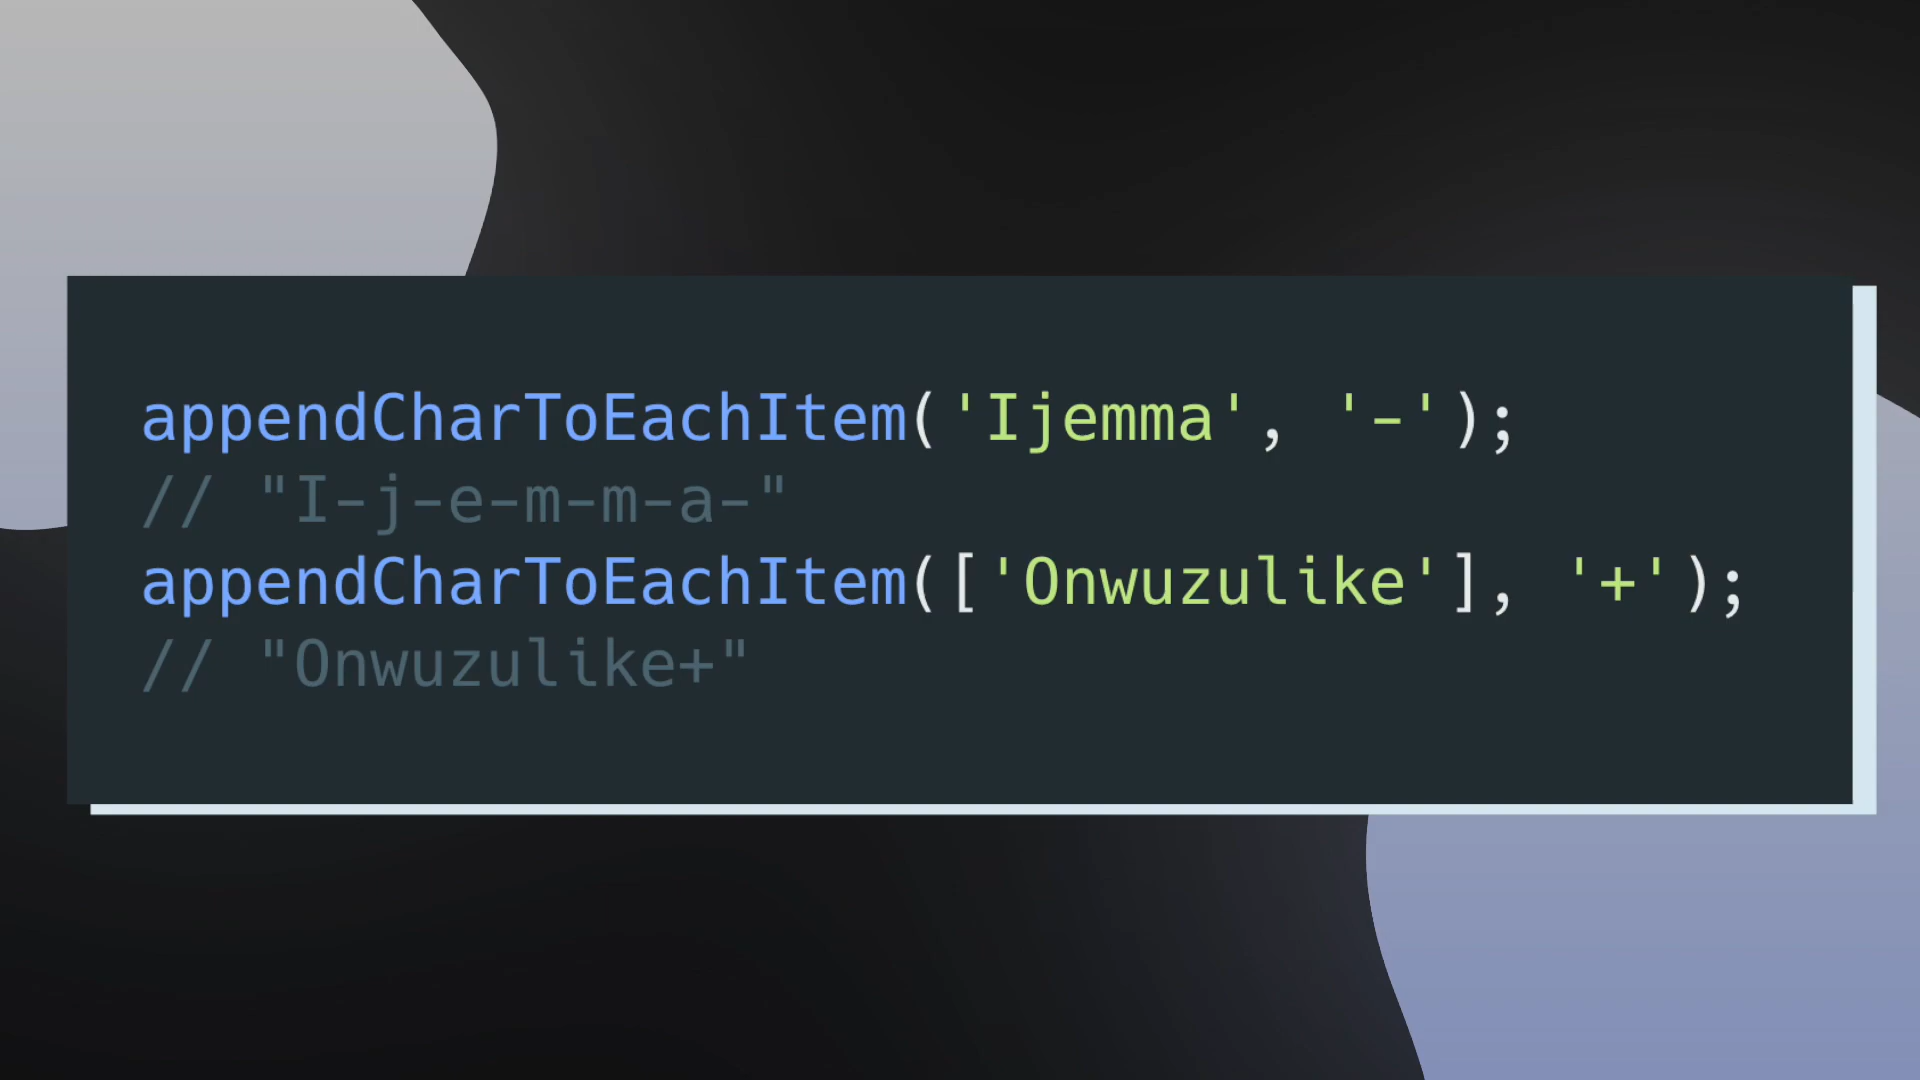 appendCharToEachItem('Ijemma', '-');
// "I-j-e-m-m-a-"
appendCharToEachItem(['Onwuzulike'], '+');
// "Onwuzulike+"